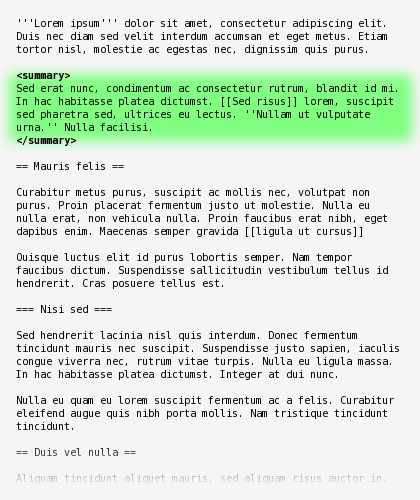 '''Lorem ipsum''' dolor sit amet, consectetur adipiscing elit.
Duis nec diam sed velit interdum accumsan et eget metus. Etiam
tortor nisl, molestie ac egestas nec, dignissim quis purus.
<summary>
Sed erat nunc, condimentum ac consectetur rutrum, blandit id mi.
In hac habitasse platea dictumst. [[Sed risus]] lorem, suscipit
sed pharetra sed, ultrices eu lectus. ''Nullam ut vulputate
urna.'' Nulla facilisi.
</summary>
== Mauris felis ==
Curabitur metus purus, suscipit ac mollis nec, volutpat non
purus. Proin placerat fermentum justo ut molestie. Nulla eu
nulla erat, non vehicula nulla. Proin faucibus erat nibh, eget
dapibus enim. Maecenas semper gravida [[ligula ut cursus]]
Quisque luctus elit id purus lobortis semper. Nam tempor
faucibus dictum. Suspendisse sallicitudin vestibulum tellus id
hendrerit. Cras posuere tellus est.
=== Nisi sed ===
Sed hendrerit lacinia nisl quis interdum. Donec fermentum
tincidunt mauris nec suscipit. Suspendisse justo sapien, iaculis
congue viverra nec, rutrum vitae turpis. Nulla eu ligula massa.
In hac habitasse platea dictumst. Integer at dui nunc.
Nulla eu quam eu lorem suscipit fermentum ac a felis. Curabitur
eleifend augue quis nibh porta mollis. Nam tristique tincidunt
tincidunt.
== Duis vel nulla ==
Aliquam tincidunt aliquet mauris, sed aliquam risus auctor in.